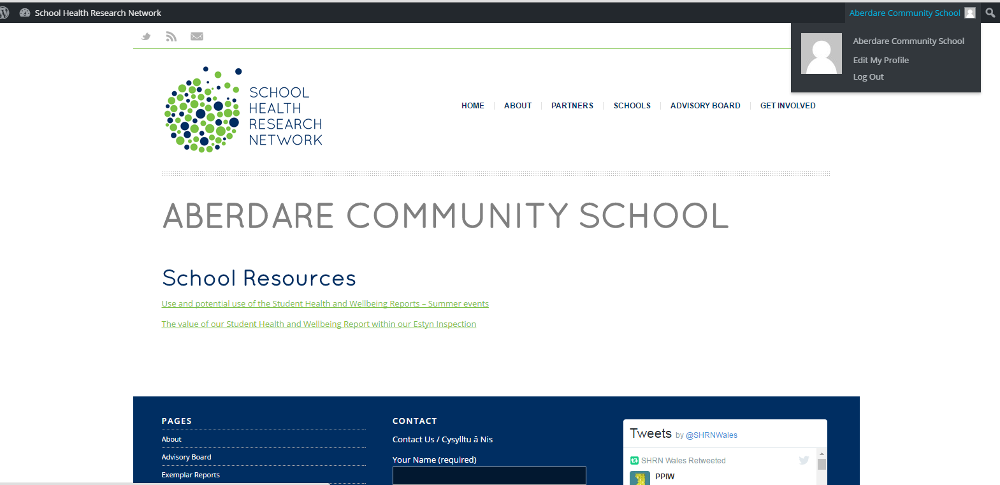 School Health Research Network
Aberdare Community School
Aberdare Community School
Edit My Profile
Log Out
SCHOOL
HEALTH
RESEARCH
NETWORK
HOME
ABOUT
PARTNERS
SCHOOLS
ADVISORY BOARD
GET INVOLVED
ABERDARE COMMUNITY SCHOOL
School Resources
Use and potential use of the Student Health and Wellbeing Reports – Summer events
The value of our Student Health and Wellbeing Report within our Estyn Inspection
PAGES
About
Advisory Board
Exemplar Reports
CONTACT
Contact Us / Cysylltu â Nis
Your Name (required)
Tweets by @SHRNWales
SHRN Wales Retweeted
PPIW